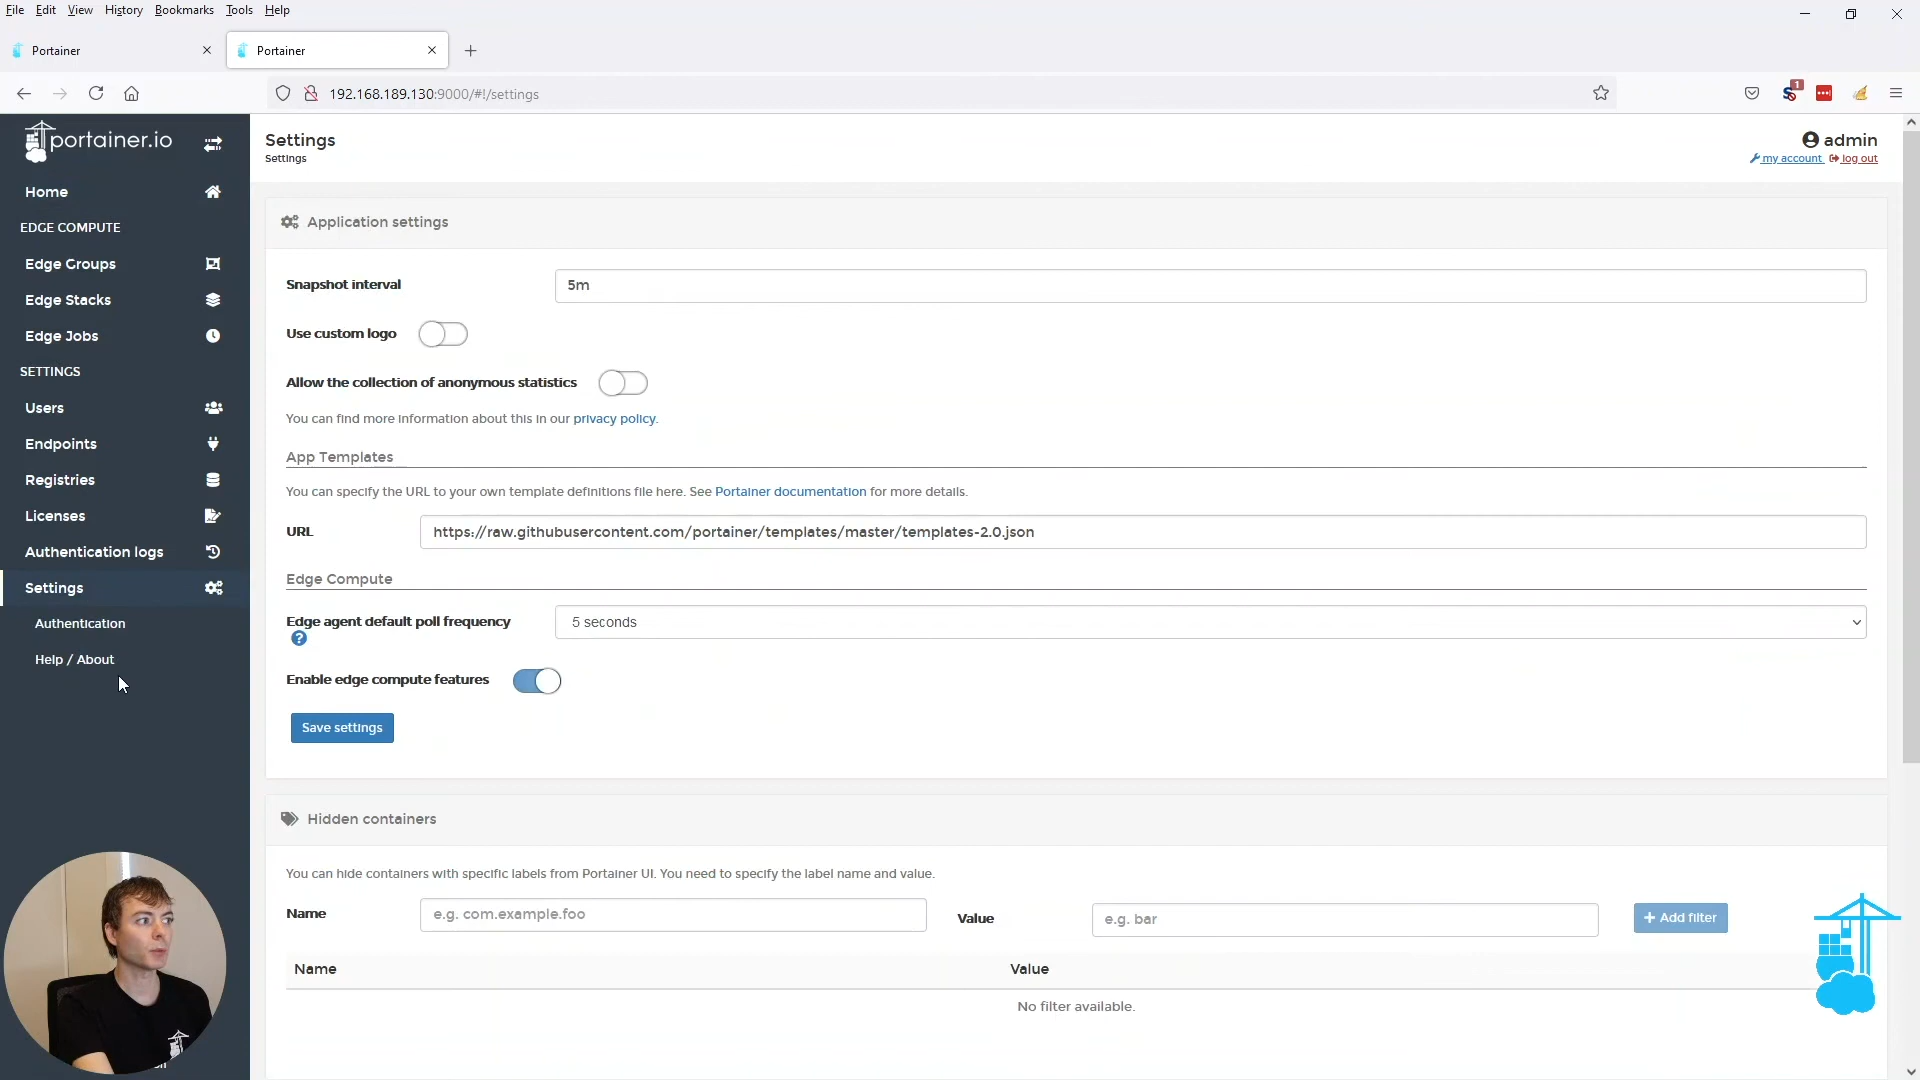 File Edit View History Bookmarks Tools Help
Portainer
Portainer
192.168.189.130:9000/#!/settings
1
portainer.io
Home
EDGE COMPUTE
Edge Groups
Edge Stacks
Edge Jobs
SETTINGS
Users
Endpoints
Registries
Licenses
Authentication logs
Settings
Authentication
Help / About
Settings
Settings
admin
my account log out
Application settings
Snapshot interval 5m
Use custom logo
Allow the collection of anonymous statistics
You can find more information about this in our privacy policy.
App Templates
You can specify the URL to your own template definitions file here. See Portainer documentation for more details.
URL https://raw.githubusercontent.com/portainer/templates/master/templates-2.0.json
Edge Compute
Edge agent default poll frequency 5 seconds
?
Enable edge compute features
Save settings
Hidden containers
You can hide containers with specific labels from Portainer UI. You need to specify the label name and value.
Name e.g. com.example.foo Value e.g. bar + Add filter
Name Value
No filter available.